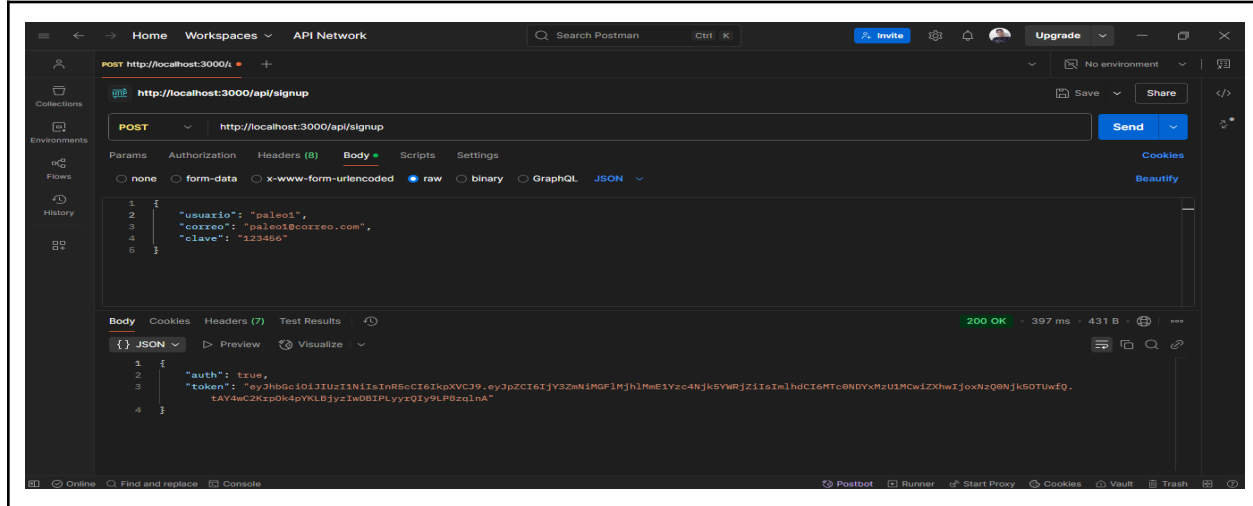 Home Workspaces API Network Search Postman Ctrl K Invite Upgrade
POST http://localhost:3000/a No environment
Collections http://localhost:3000/api/signup Save Share
Environments POST http://localhost:3000/api/signup Send
Params Authorization Headers (8) Body Scripts Settings Cookies
Flows none form-data x-www-form-urlencoded raw binary GraphQL JSON Beautify
History
1 {
2 "usuario": "paleo1",
3 "correo": "paleo1@correo.com",
4 "clave": "123456"
5 }
Body Cookies Headers (7) Test Results 200 OK 397 ms 431 B
{} JSON Preview Visualize
1 {
2 "auth": true,
3 "token": "eyJhbGciOiJIUzI1NiIsInR5cCI6IkpXVCJ9.eyJpZCI6IjY3ZmNiMGFlMjhlMmE1Yzc4Njk5YWRjZiIsImlhdCI6MTc0NDYxMzU1MCwiZXhwIjoxNzQ0Njk5OTUwfQ.
tAY4wC2KrpOk4pYKLBjyzIwDBIPLyyrQIy9LP8zqlnA"
4 }
Online Find and replace Console Postbot Runner Start Proxy Cookies Vault Trash